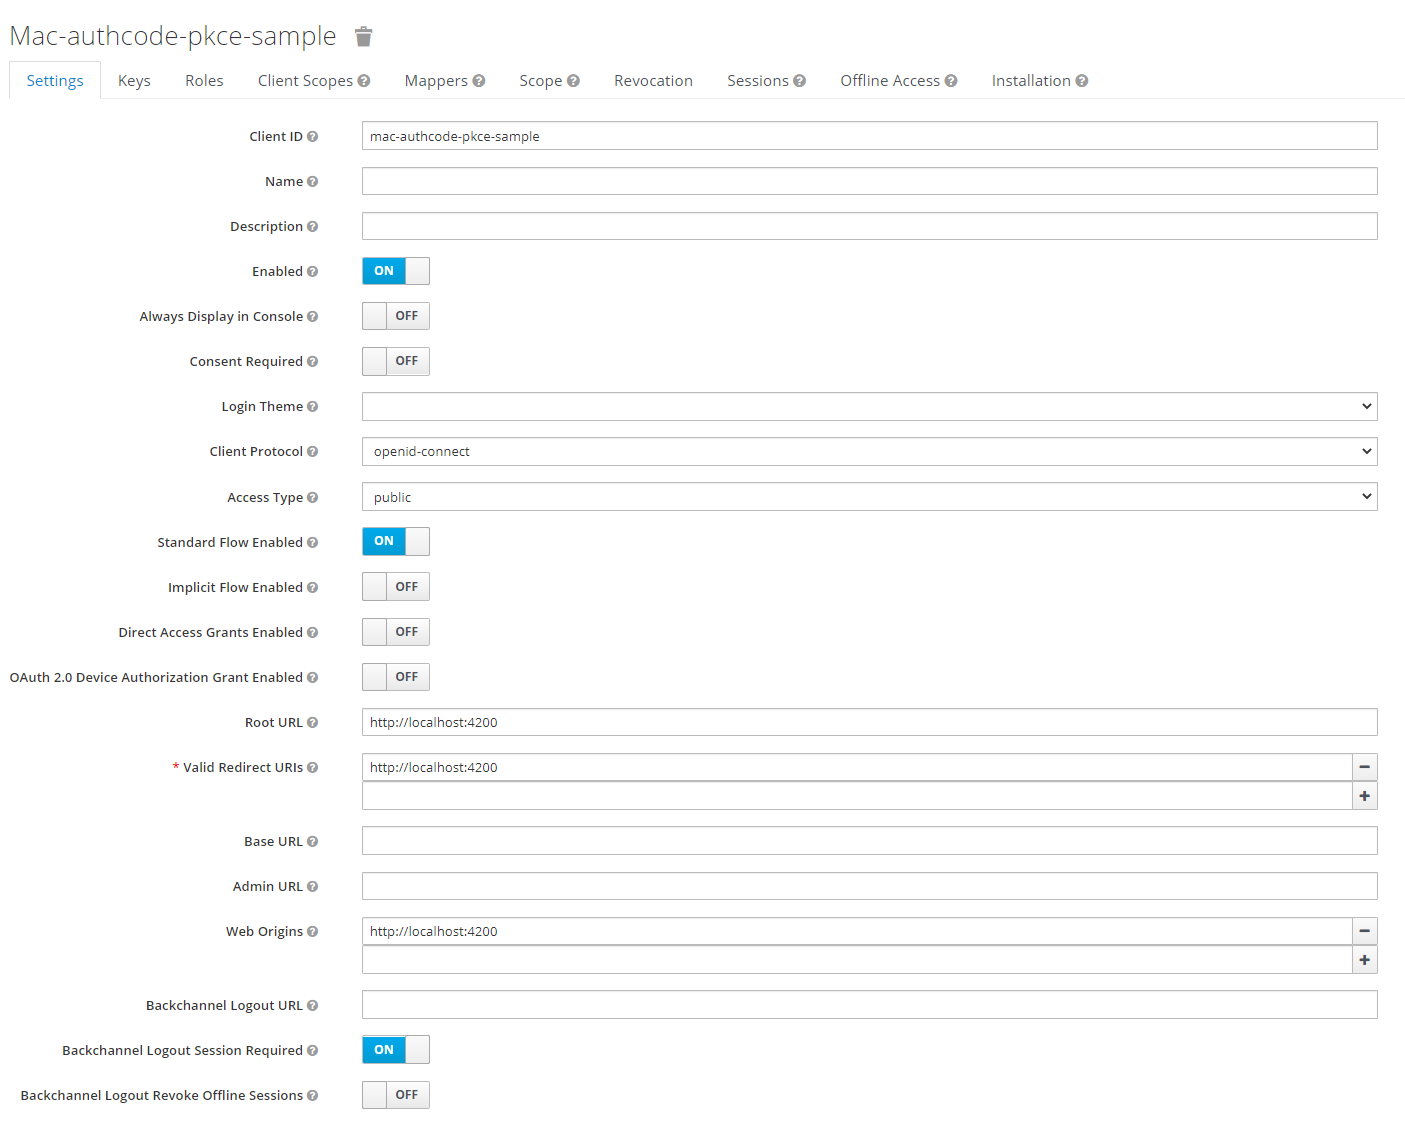 Mac-authcode-pkce-sample
Settings Keys Roles Client Scopes Mappers Scope Revocation Sessions Offline Access Installation
Client ID mac-authcode-pkce-sample
Name
Description
Enabled ON
Always Display in Console OFF
Consent Required OFF
Login Theme
Client Protocol openid-connect
Access Type public
Standard Flow Enabled ON
Implicit Flow Enabled OFF
Direct Access Grants Enabled OFF
OAuth 2.0 Device Authorization Grant Enabled OFF
Root URL http://localhost:4200
* Valid Redirect URIs http://localhost:4200
Base URL
Admin URL
Web Origins http://localhost:4200
Backchannel Logout URL
Backchannel Logout Session Required ON
Backchannel Logout Revoke Offline Sessions OFF